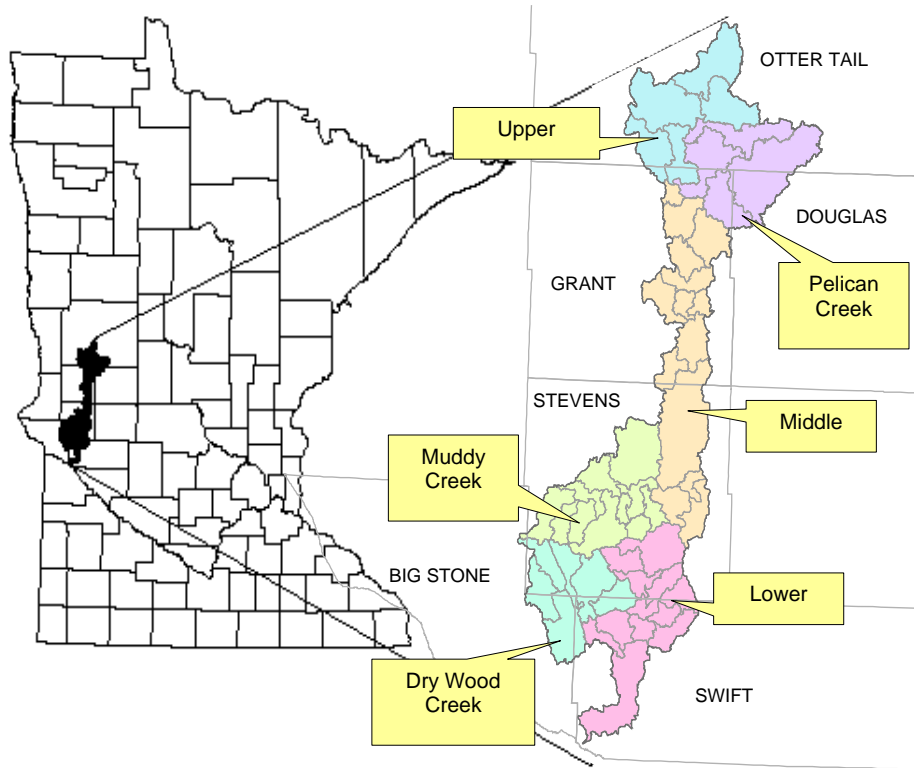 OTTER TAIL
Upper
DOUGLAS
Pelican
Creek
GRANT
STEVENS
Middle
Muddy
Creek
BIG STONE
Lower
Dry Wood
Creek
SWIFT